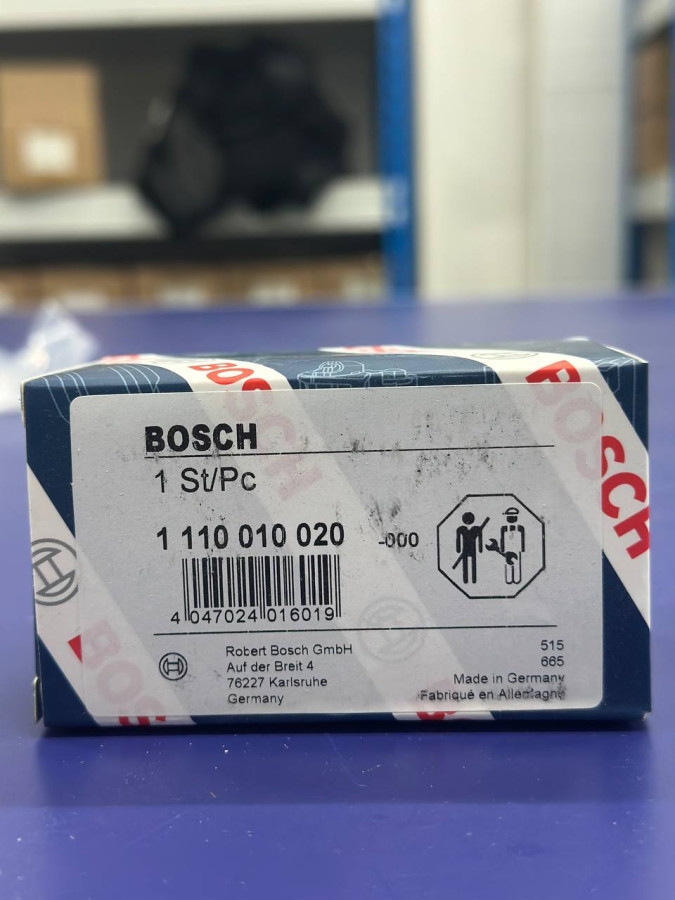 BOSCH
BOSCH
BOSCH
1 St/Pc
1 110 010 020 -000
4 047024 016019
Robert Bosch GmbH
Auf der Breit 4
76227 Karlsruhe
Germany
515
665
Made in Germany
Fabriqué en Allemagne
BOSCH